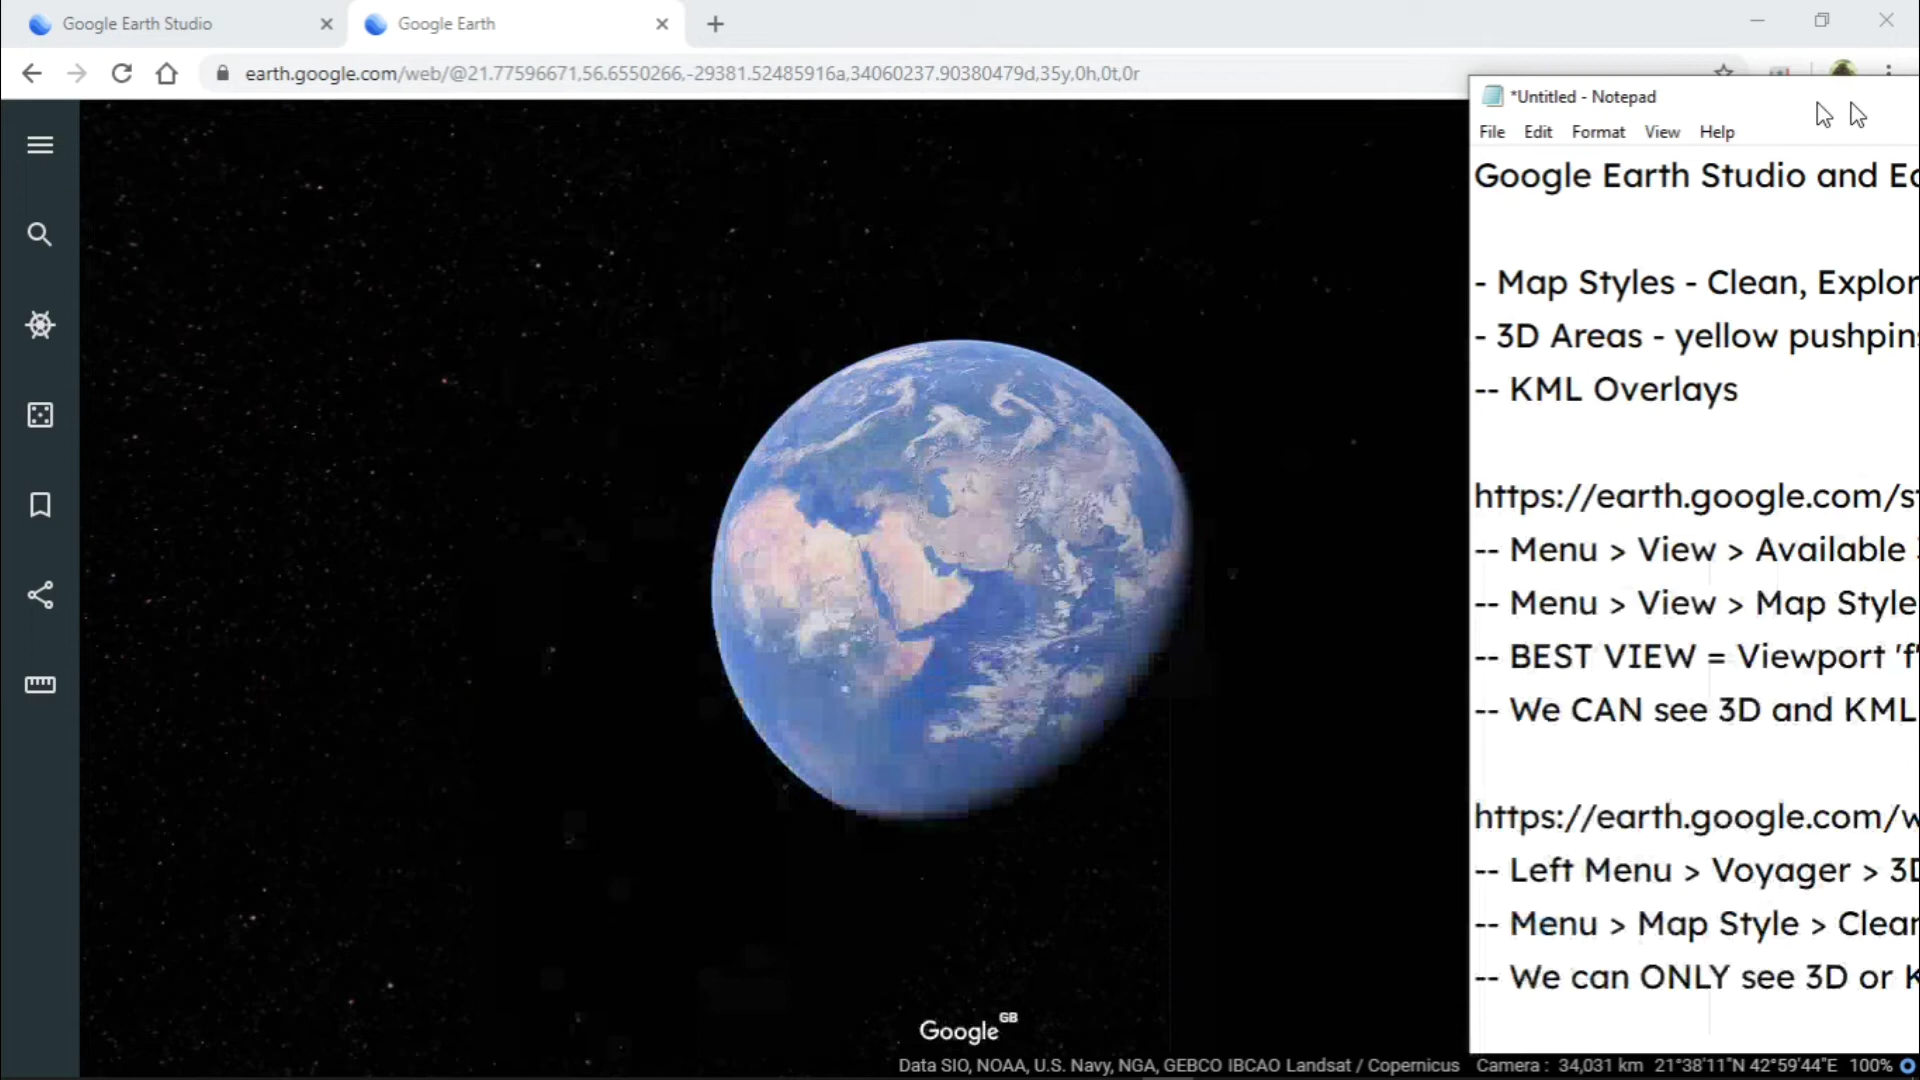 Google Earth Studio
Google Earth
earth.google.com/web/@21.77596671,56.6550266,-29381.52485916a,34060237.90380479d,35y,0h,0t,0r
*Untitled - Notepad
File Edit Format View Help
Google Earth Studio and
- Map Styles - Clean, Explor
- 3D Areas - yellow pushpins
-- KML Overlays
https://earth.google.com/st
-- Menu > View > Available
-- Menu > View > Map Style
-- BEST VIEW = Viewport 'f'
-- We CAN see 3D and KML
https://earth.google.com/w
-- Left Menu > Voyager > 3D
-- Menu > Map Style > Clean
-- We can ONLY see 3D or K
Google GB
Data SIO, NOAA, U.S. Navy, NGA, GEBCO IBCAO Landsat / Copernicus Camera : 34,031 km 21°38'11"N 42°59'44"E 100%